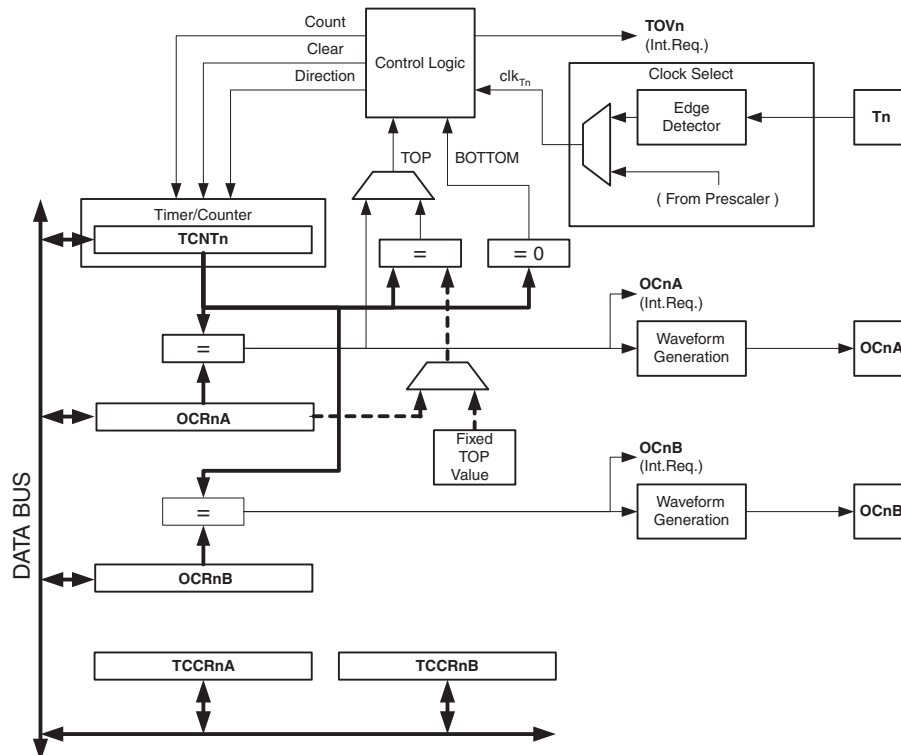 Count
Clear
Direction
Control Logic
TOVn
(Int.Req.)
clkTn
Clock Select
Edge
Detector
Tn
( From Prescaler )
TOP
BOTTOM
Timer/Counter
TCNTn
=
= 0
OCnA
(Int.Req.)
=
Waveform
Generation
OCnA
OCRnA
Fixed
TOP
Value
OCnB
(Int.Req.)
=
Waveform
Generation
OCnB
OCRnB
DATA BUS
TCCRnA
TCCRnB